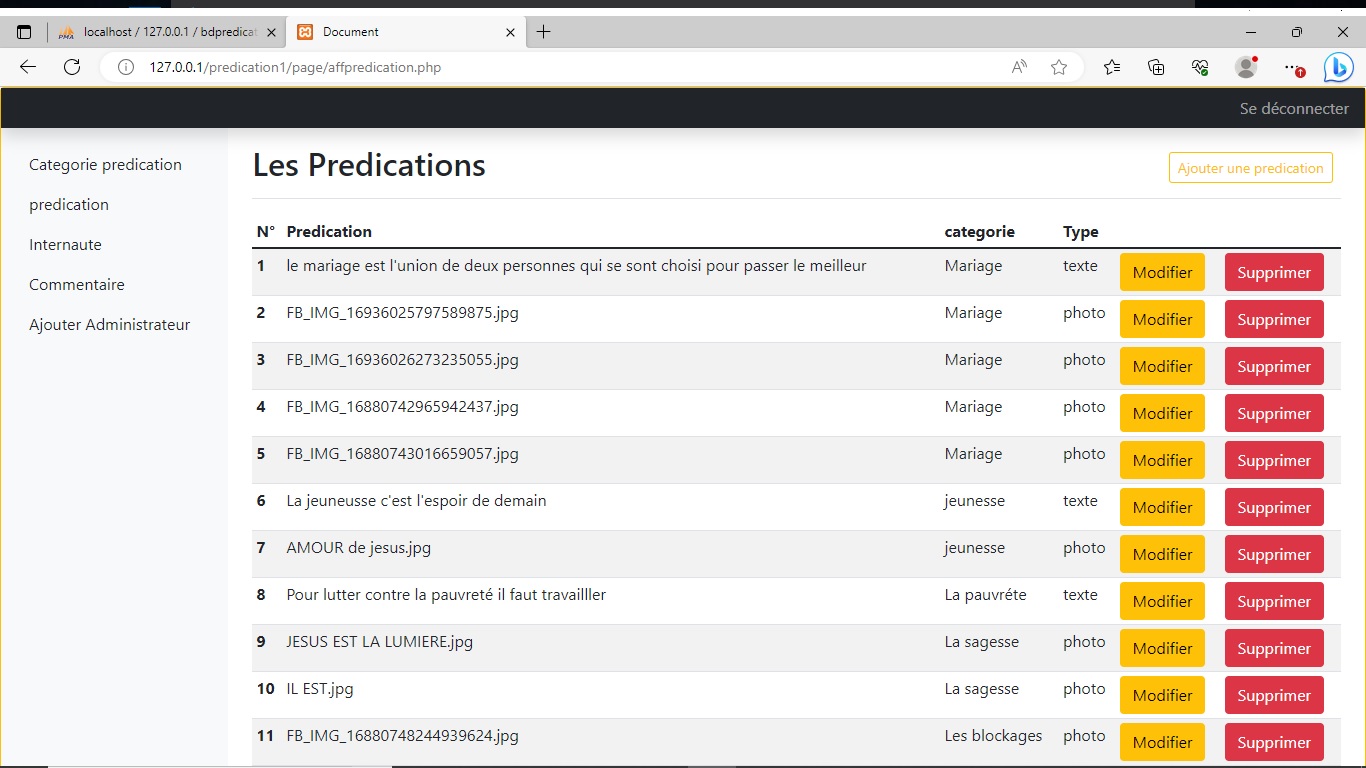 localhost / 127.0.0.1 / bdpredicat
Document
127.0.0.1/predication1/page/affpredication.php
Se déconnecter
Categorie predication
predication
Internaute
Commentaire
Ajouter Administrateur
Les Predications
Ajouter une predication
N° Predication categorie Type
1 le mariage est l'union de deux personnes qui se sont choisi pour passer le meilleur Mariage texte Modifier Supprimer
2 FB_IMG_16936025797589875.jpg Mariage photo Modifier Supprimer
3 FB_IMG_16936026273235055.jpg Mariage photo Modifier Supprimer
4 FB_IMG_16880742965942437.jpg Mariage photo Modifier Supprimer
5 FB_IMG_16880743016659057.jpg Mariage photo Modifier Supprimer
6 La jeuneusse c'est l'espoir de demain jeunesse texte Modifier Supprimer
7 AMOUR de jesus.jpg jeunesse photo Modifier Supprimer
8 Pour lutter contre la pauvreté il faut travailller La pauvréte texte Modifier Supprimer
9 JESUS EST LA LUMIERE.jpg La sagesse photo Modifier Supprimer
10 IL EST.jpg La sagesse photo Modifier Supprimer
11 FB_IMG_16880748244939624.jpg Les blockages photo Modifier Supprimer